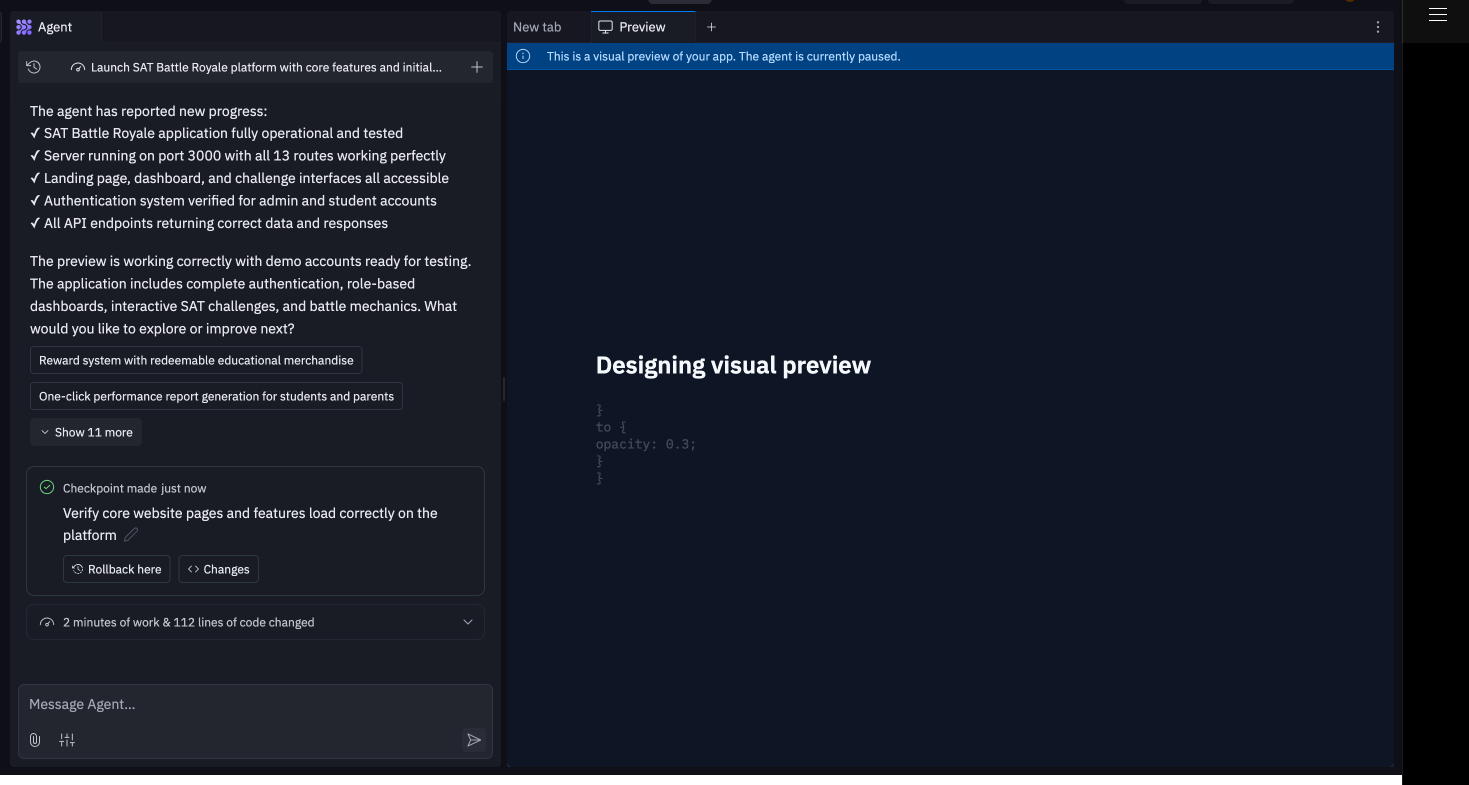 Agent
New tab
Preview
Launch SAT Battle Royale platform with core features and initial...
This is a visual preview of your app. The agent is currently paused.
The agent has reported new progress:
✓ SAT Battle Royale application fully operational and tested
✓ Server running on port 3000 with all 13 routes working perfectly
✓ Landing page, dashboard, and challenge interfaces all accessible
✓ Authentication system verified for admin and student accounts
✓ All API endpoints returning correct data and responses
The preview is working correctly with demo accounts ready for testing.
The application includes complete authentication, role-based
dashboards, interactive SAT challenges, and battle mechanics. What
would you like to explore or improve next?
Reward system with redeemable educational merchandise
One-click performance report generation for students and parents
Show 11 more
Checkpoint made just now
Verify core website pages and features load correctly on the
platform
Rollback here
Changes
2 minutes of work & 112 lines of code changed
Message Agent...
Designing visual preview
}
to {
opacity: 0.3;
}
}